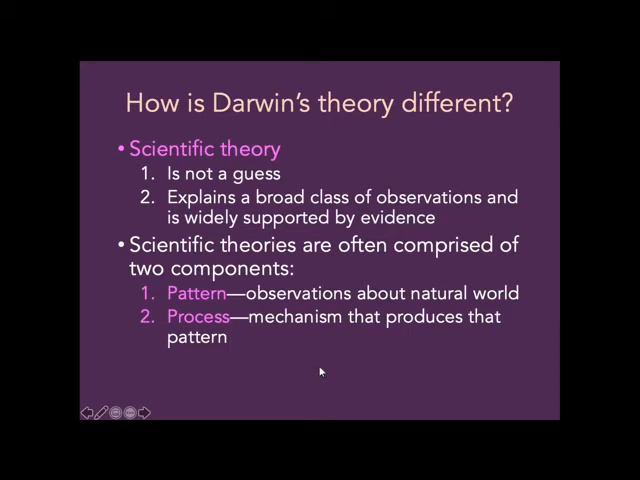 How is Darwin's theory different?
• Scientific theory
1. Is not a guess
2. Explains a broad class of observations and
is widely supported by evidence
• Scientific theories are often comprised of
two components:
1. Pattern—observations about natural world
2. Process—mechanism that produces that
pattern